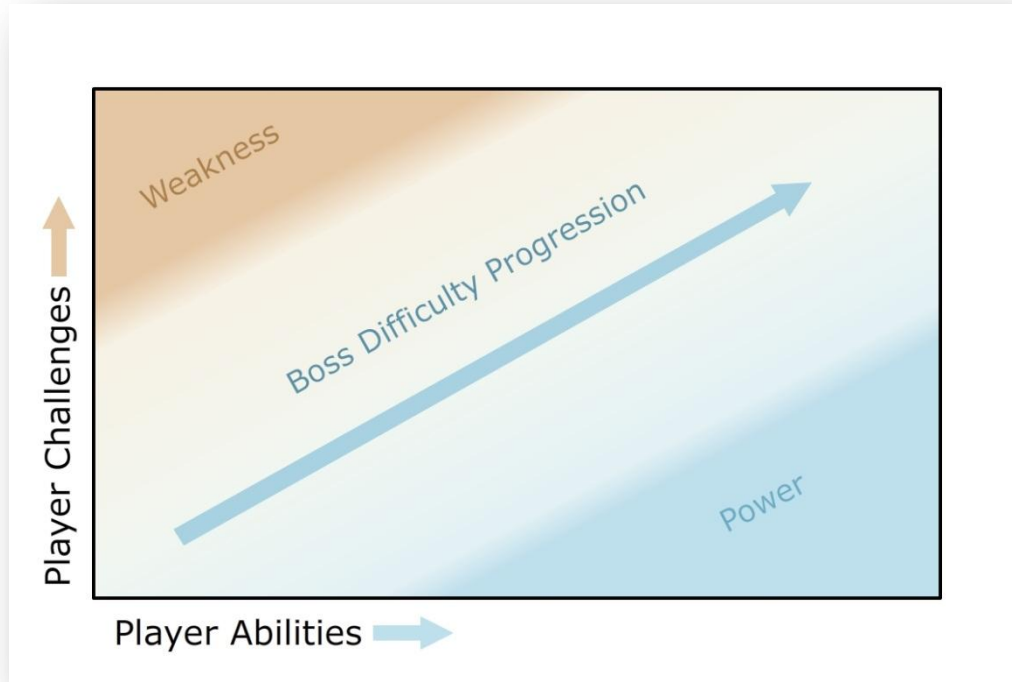 Weakness
Boss Difficulty Progression
Power
Player Challenges
Player Abilities